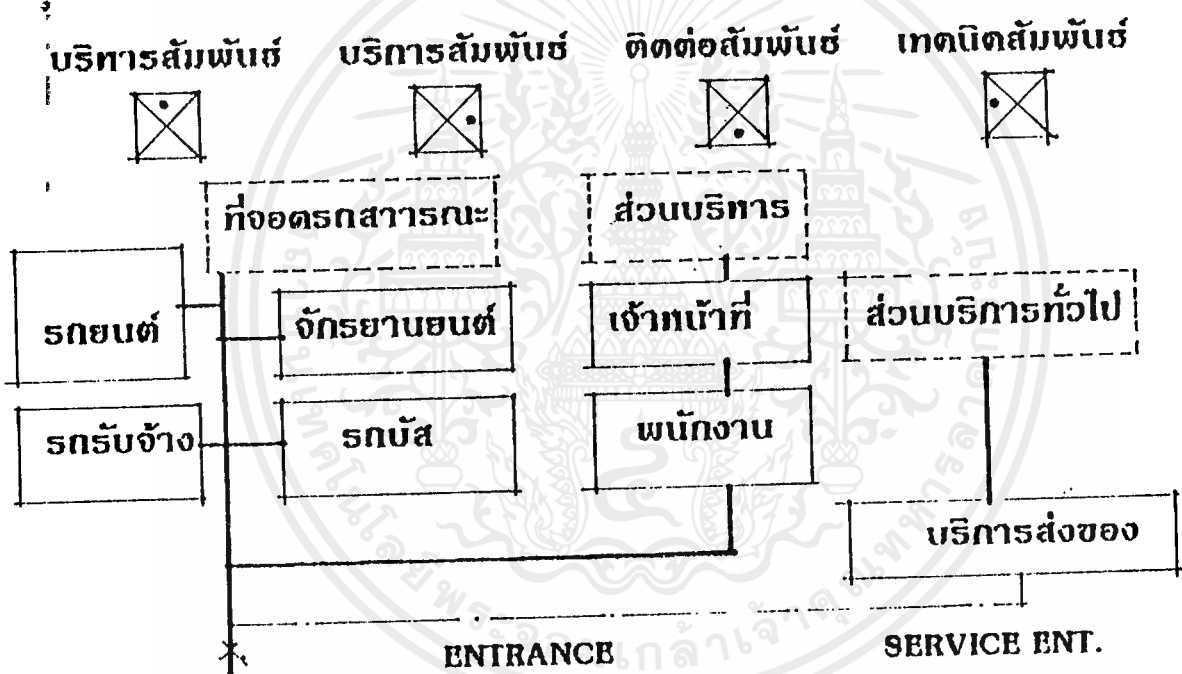 บริหารสัมพันธ์ บริการสัมพันธ์ ติดต่อสัมพันธ์ เทคนิคสัมพันธ์
ที่จอดรถสาารณะ ส่วนบริหาร
รถยนต์ จักรยานยนต์ เจ้าหน้าที่ ส่วนบริการทั่วไป
รถรับจ้าง รถบัส พนักงาน
บริการส่งของ
ENTRANCE SERVICE ENT.